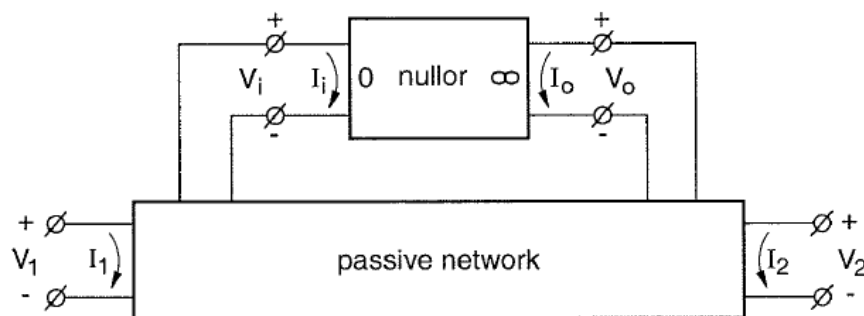 + +
V_i I_i 0 nullor ∞ I_o V_o
- -
+ +
V_1 I_1 passive network I_2 V_2
- -